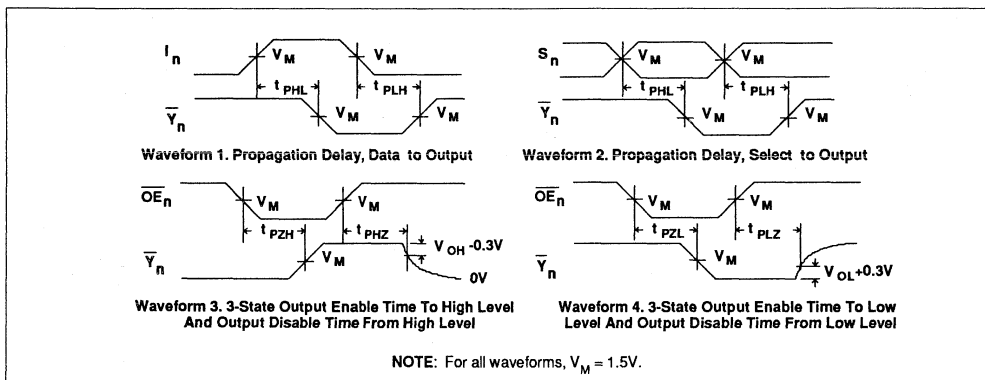 I n
V M
V M
t PHL
t PLH
Y̅ n
V M
V M
Waveform 1. Propagation Delay, Data to Output
S n
V M
V M
t PHL
t PLH
Y̅ n
V M
V M
Waveform 2. Propagation Delay, Select to Output
O̅E̅ n
V M
V M
t PZH
t PHZ
V OH -0.3V
Y̅ n
V M
0V
Waveform 3. 3-State Output Enable Time To High Level
And Output Disable Time From High Level
O̅E̅ n
V M
V M
t PZL
t PLZ
Y̅ n
V M
V OL +0.3V
Waveform 4. 3-State Output Enable Time To Low
Level And Output Disable Time From Low Level
NOTE: For all waveforms, V M = 1.5V.